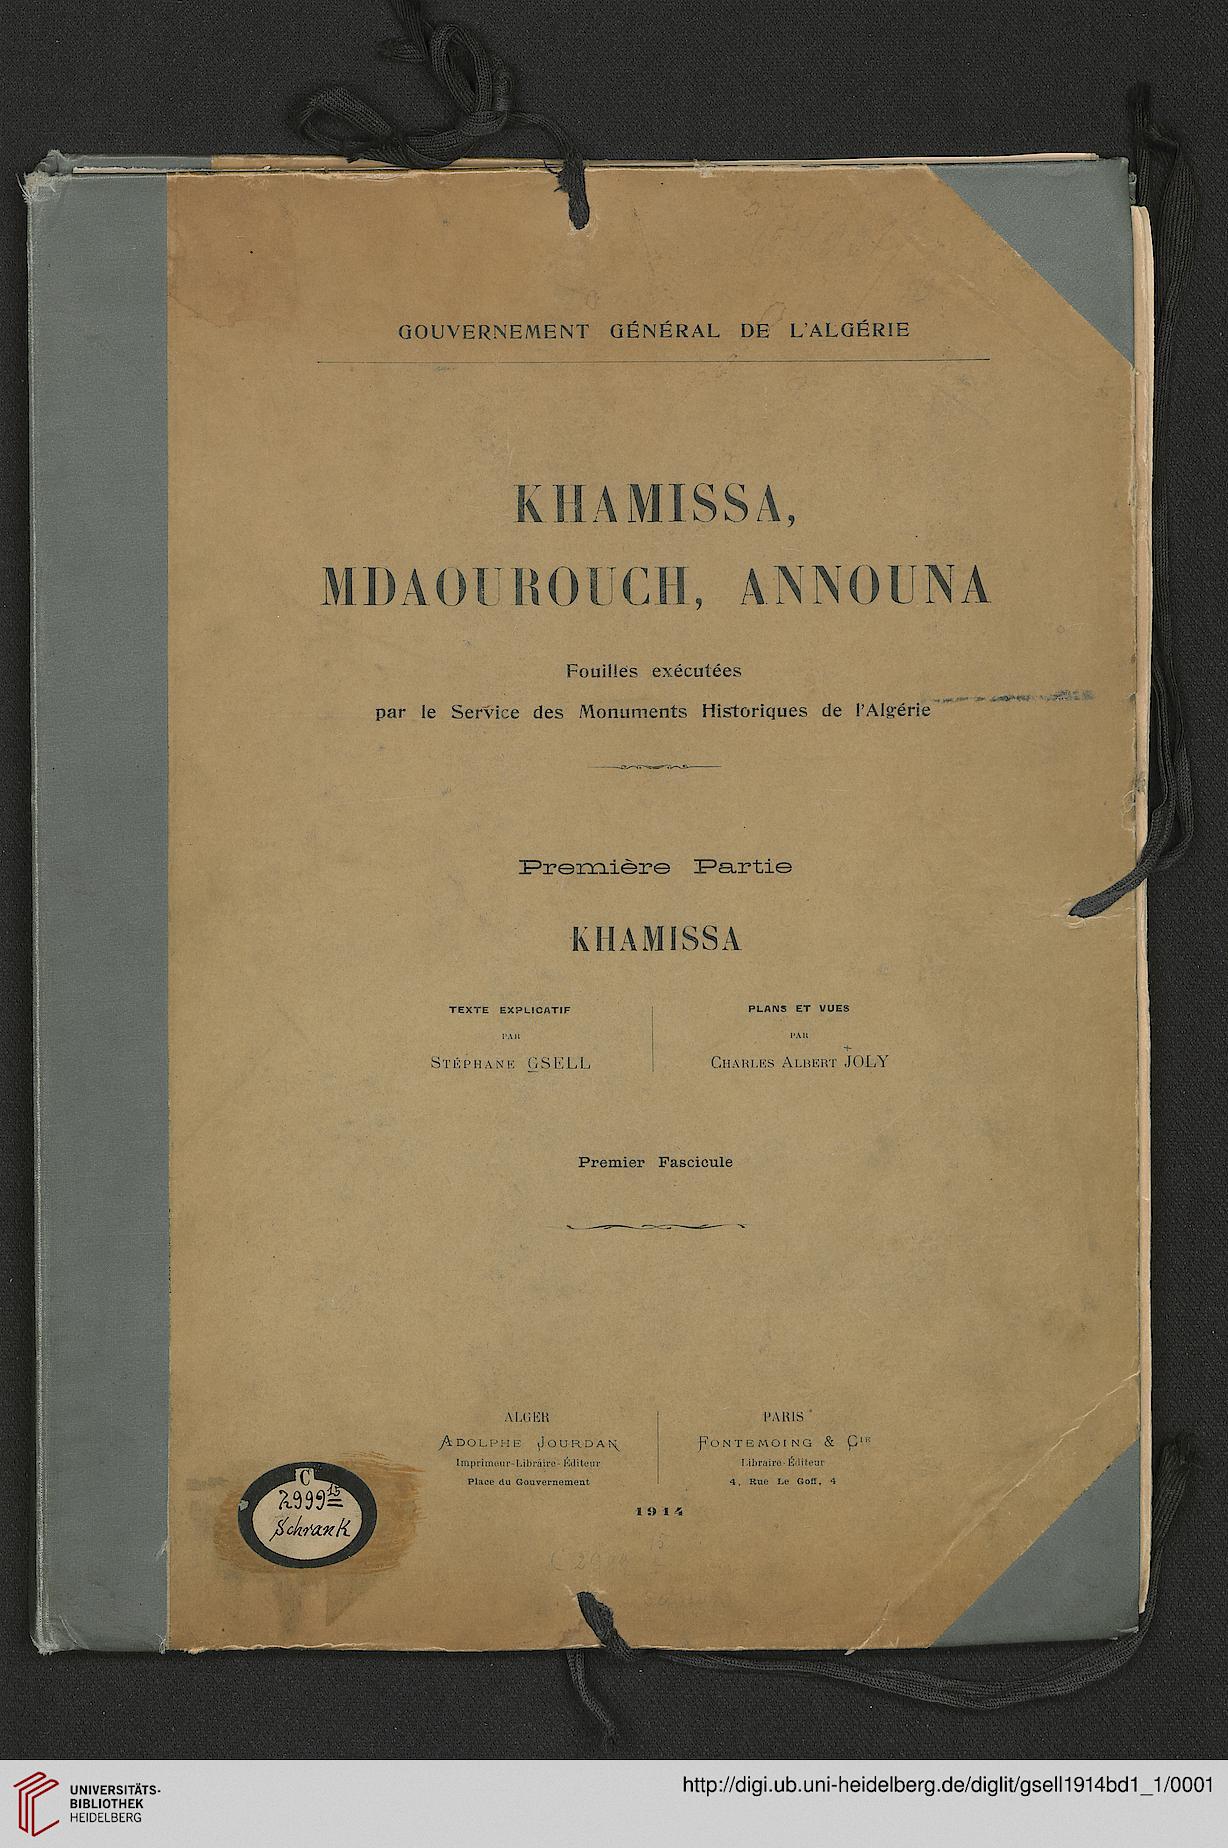 GOUVERNEMENT GÉNÉRAL DE L'ALGÉRIE
KHAMISSA,
MDAOUROUCH, ANNOUNA
Fouilles exécutées
par le Service des Monuments Historiques de l'Algérie
Première Partie
KHAMISSA
TEXTE EXPLICATIF
PAR
STÉPHANE GSELL
PLANS ET VUES
PAR
CHARLES ALBERT JOLY
Premier Fascicule
ALGER
ADOLPHE JOURDAN
Imprimeur-Libraire-Éditeur
Place du Gouvernement
PARIS
FONTEMOING & CIE
Libraire-Éditeur
4, Rue Le Goff, 4
1914
C
2999 15
Schrank
UNIVERSITÄTS-
BIBLIOTHEK
HEIDELBERG
http://digi.ub.uni-heidelberg.de/diglit/gsell1914bd1_1/0001